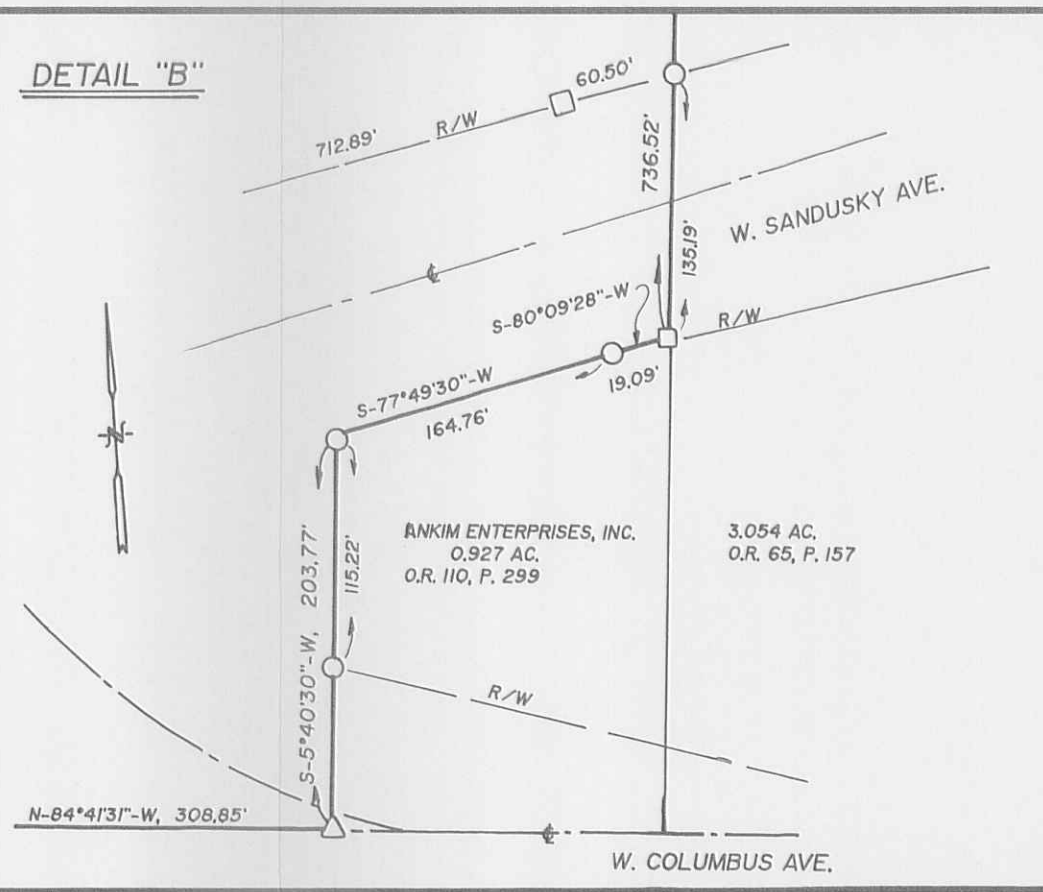 DETAIL "B"
60.50'
R/W
712.89'
736.52'
W. SANDUSKY AVE.
135.19'
℄
S-80°09'28"-W
R/W
19.09'
S-77°49'30"-W
164.76'
N
ANKIM ENTERPRISES, INC.
0.927 AC.
O.R. 110, P. 299
3.054 AC.
O.R. 65, P. 157
S-5°40'30"-W, 203.77'
115.22'
R/W
N-84°41'31"-W, 308.85'
℄
W. COLUMBUS AVE.